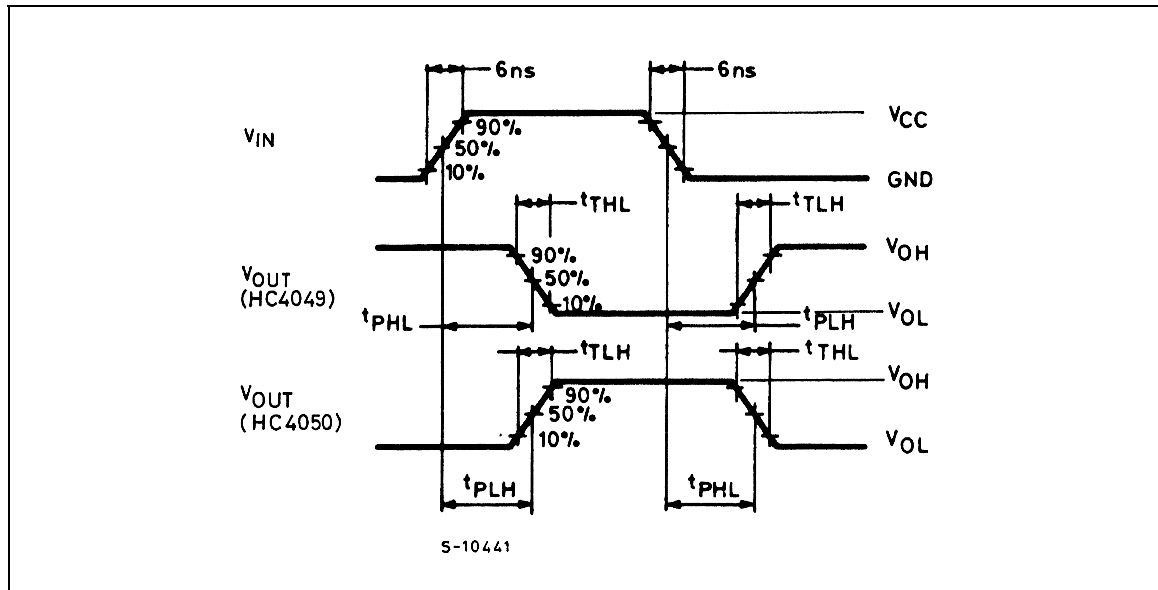 6ns 6ns
VIN 90% VCC
50%
10% GND
tTHL tTLH
VOUT 90% VOH
(HC4049) 50%
10%
tPHL tPLH VOL
tTLH tTHL
VOUT 90% VOH
(HC4050) 50%
10% VOL
tPLH tPHL
S-10441